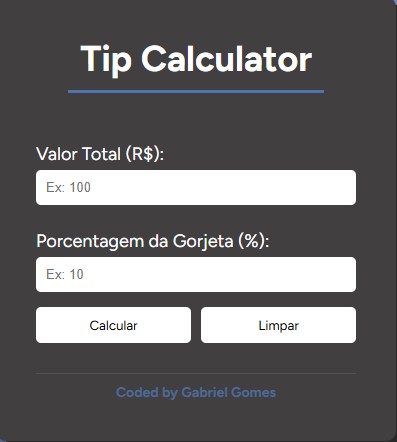 Tip Calculator
Valor Total (R$):
Ex: 100
Porcentagem da Gorjeta (%):
Ex: 10
Calcular Limpar
Coded by Gabriel Gomes